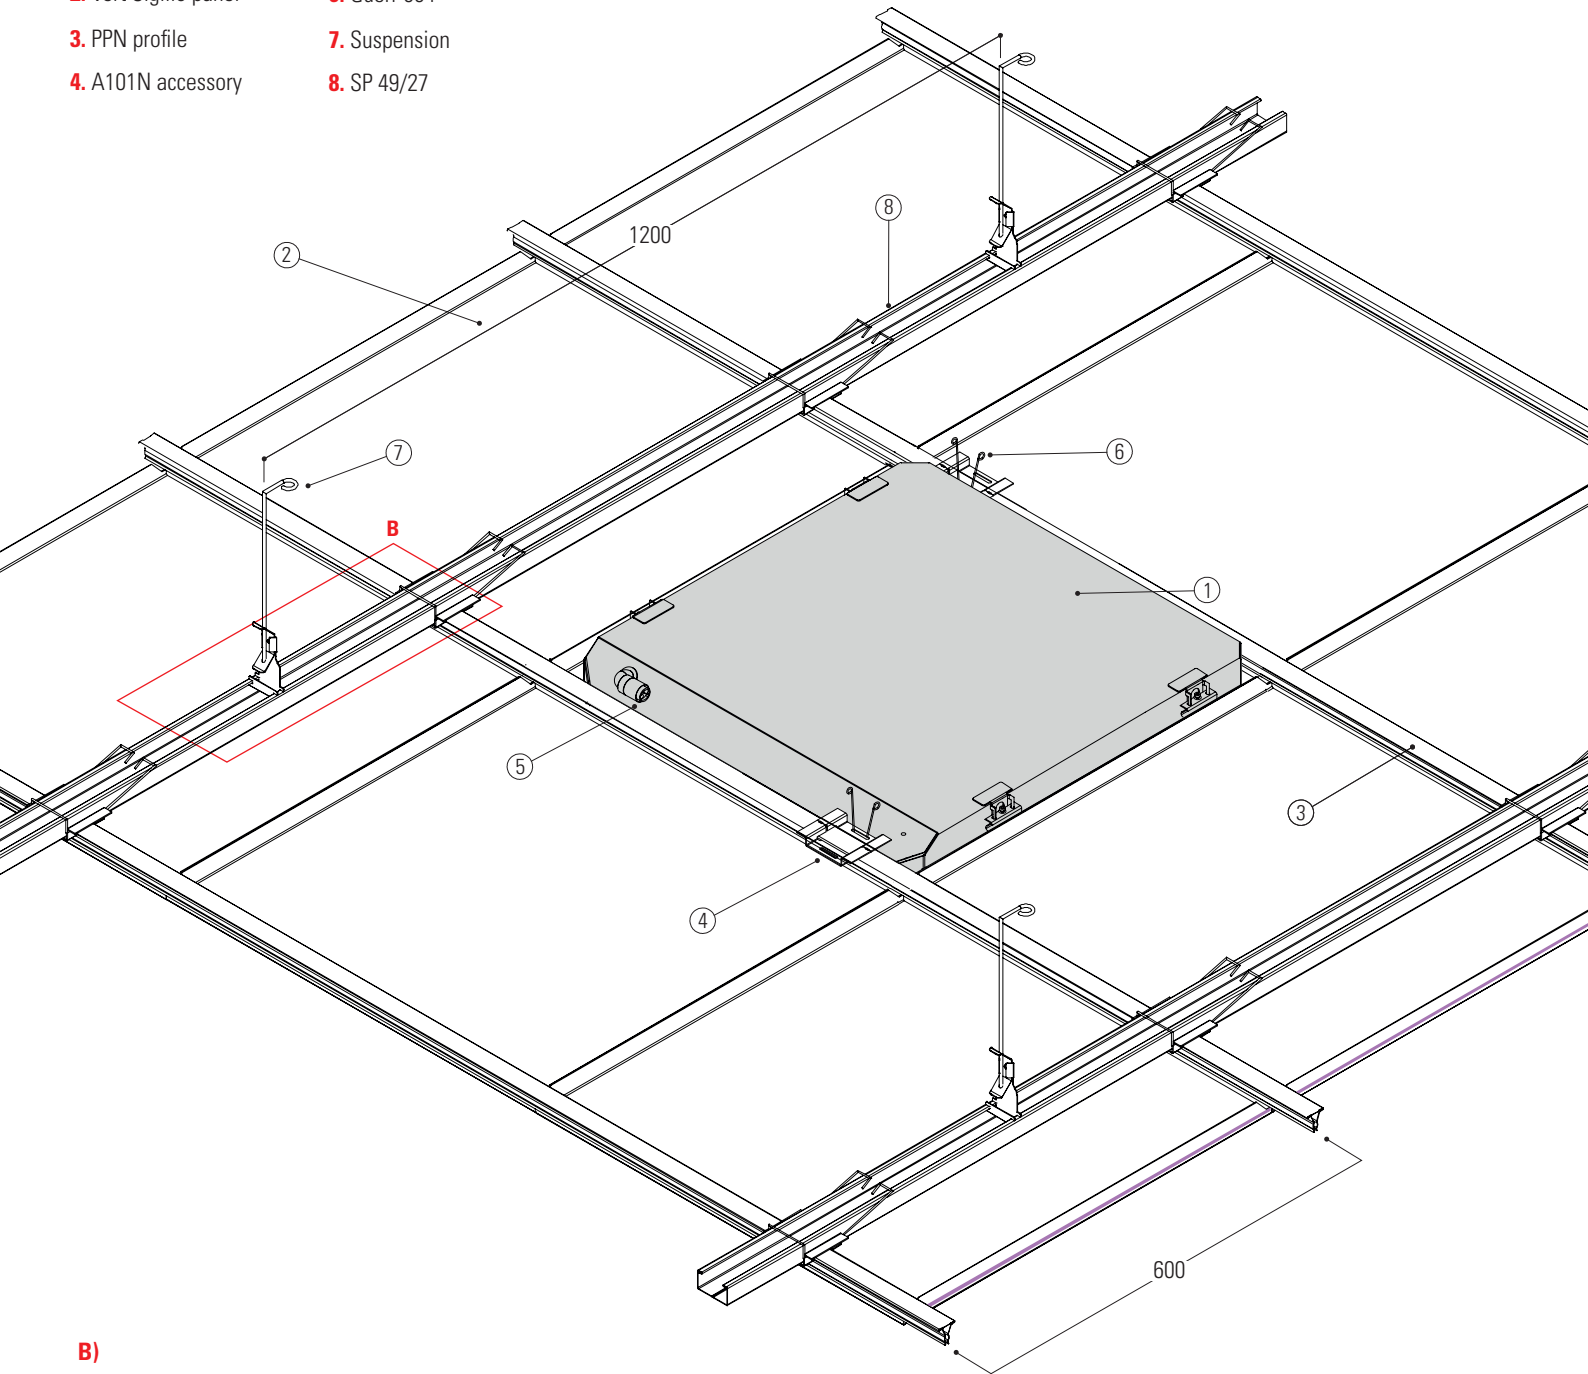 3. PPN profile
7. Suspension
4. A101N accessory
8. SP 49/27
1200
8
2
7
6
B
1
5
3
4
600
B)